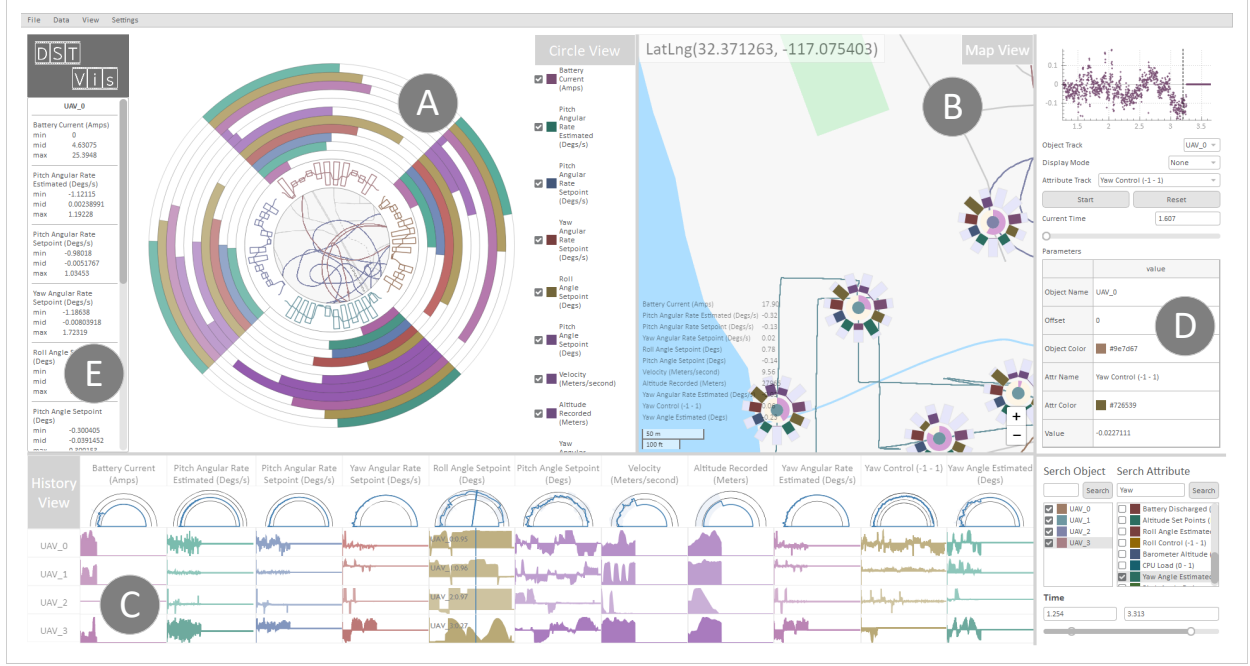 File Data View Settings
DST
Vis
UAV_0
Battery Current (Amps)
min 0
mid 4.63075
max 25.3948
Pitch Angular Rate
Estimated (Degs/s)
min -1.12115
mid 0.00238991
max 1.19228
Pitch Angular Rate
Setpoint (Degs/s)
min -0.98018
mid -0.0051767
max 1.03453
Yaw Angular Rate
Setpoint (Degs/s)
min -1.18638
mid -0.00803918
max 1.72319
Roll Angle
(Degs)
min
mid
max
E
Pitch Angle Setpoint
(Degs)
min -0.300405
mid -0.0391452
A
Circle View
Battery
Current
(Amps)
Pitch
Angular
Rate
Estimated
(Degs/s)
Pitch
Angular
Rate
Setpoint
(Degs/s)
Yaw
Angular
Rate
Setpoint
(Degs/s)
Roll
Angle
Setpoint
(Degs)
Pitch
Angle
Setpoint
(Degs)
Velocity
(Meters/second)
Altitude
Recorded
(Meters)
Yaw
LatLng(32.371263, -117.075403)
Map View
B
Battery Current (Amps) 17.90
Pitch Angular Rate Estimated (Degs/s) -0.32
Pitch Angular Rate Setpoint (Degs/s) -0.13
Yaw Angular Rate Setpoint (Degs/s) 0.02
Roll Angle Setpoint (Degs) 0.78
Pitch Angle Setpoint (Degs) -0.14
Velocity (Meters/second) 9.56
Altitude Recorded (Meters)
Yaw Angular Rate Estimated (Degs/s)
Yaw Control (-1 - 1)
Yaw Angle Estimated (Degs)
50 m
100 ft
+
−
0.1
0
-0.1
1.5 2 2.5 3 3.5
Object Track UAV_0
Display Mode None
Attribute Track Yaw Control (-1 - 1)
Start Reset
Current Time 1.607
Parameters
value
Object Name UAV_0
Offset 0
D
Object Color #9e7d67
Attr Name Yaw Control (-1 - 1)
Attr Color #726539
Value -0.0227111
History
View
Battery Current
(Amps)
Pitch Angular Rate
Estimated (Degs/s)
Pitch Angular Rate
Setpoint (Degs/s)
Yaw Angular Rate
Setpoint (Degs/s)
Roll Angle Setpoint
(Degs)
Pitch Angle Setpoint
(Degs)
Velocity
(Meters/second)
Altitude Recorded
(Meters)
Yaw Angular Rate
Estimated (Degs/s)
Yaw Control (-1 - 1)
Yaw Angle Estimated
(Degs)
UAV_0
UAV_0:0.95
UAV_1
UAV_1:0.96
UAV_2
UAV_2:0.97
UAV_3
UAV_3:0.27
C
Serch Object Serch Attribute
Search Yaw Search
UAV_0
UAV_1
UAV_2
UAV_3
Battery Discharged (
Altitude Set Points (
Roll Angle Estimated
Roll Control (-1 - 1)
Barometer Altitude
CPU Load (0 - 1)
Yaw Angle Estimated
Time
1.254 3.313